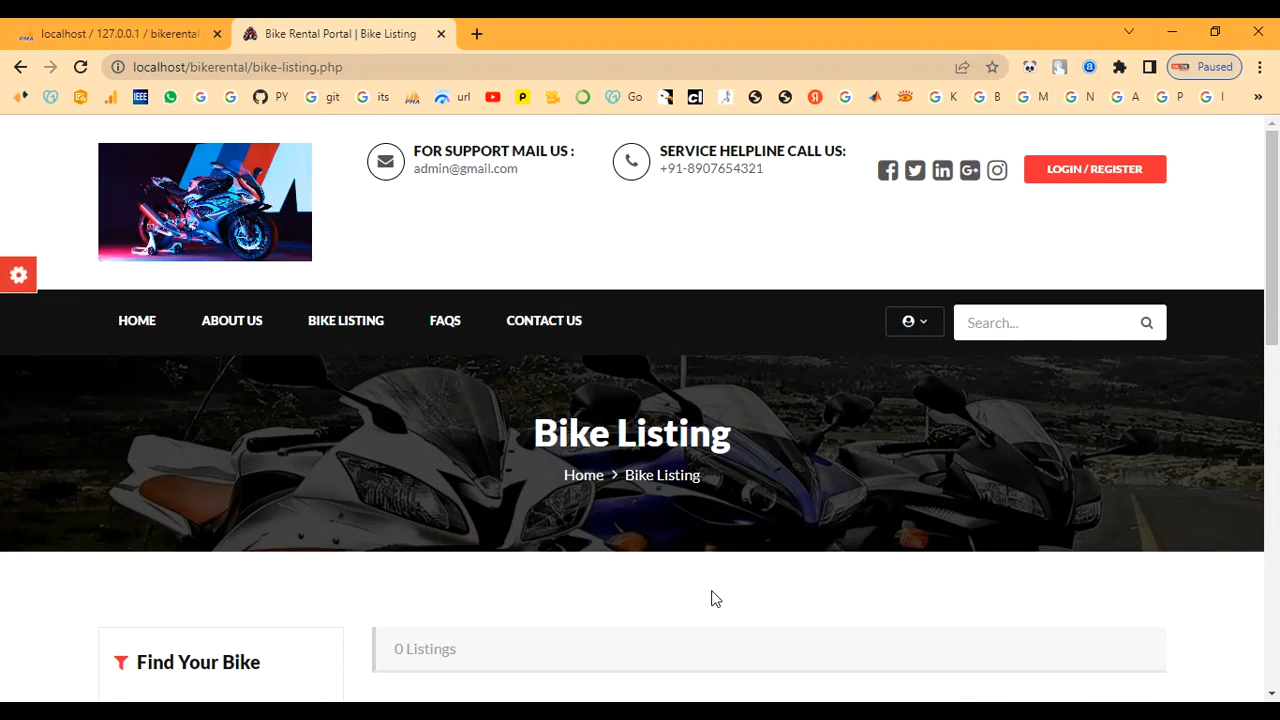 localhost / 127.0.0.1 / bikerental
Bike Rental Portal | Bike Listing
localhost/bikerental/bike-listing.php
Paused
PY
git
its
url
Go
K
B
M
N
A
P
I
FOR SUPPORT MAIL US :
admin@gmail.com
SERVICE HELPLINE CALL US:
+91-8907654321
LOGIN / REGISTER
HOME
ABOUT US
BIKE LISTING
FAQS
CONTACT US
Search...
Bike Listing
Home > Bike Listing
Find Your Bike
0 Listings